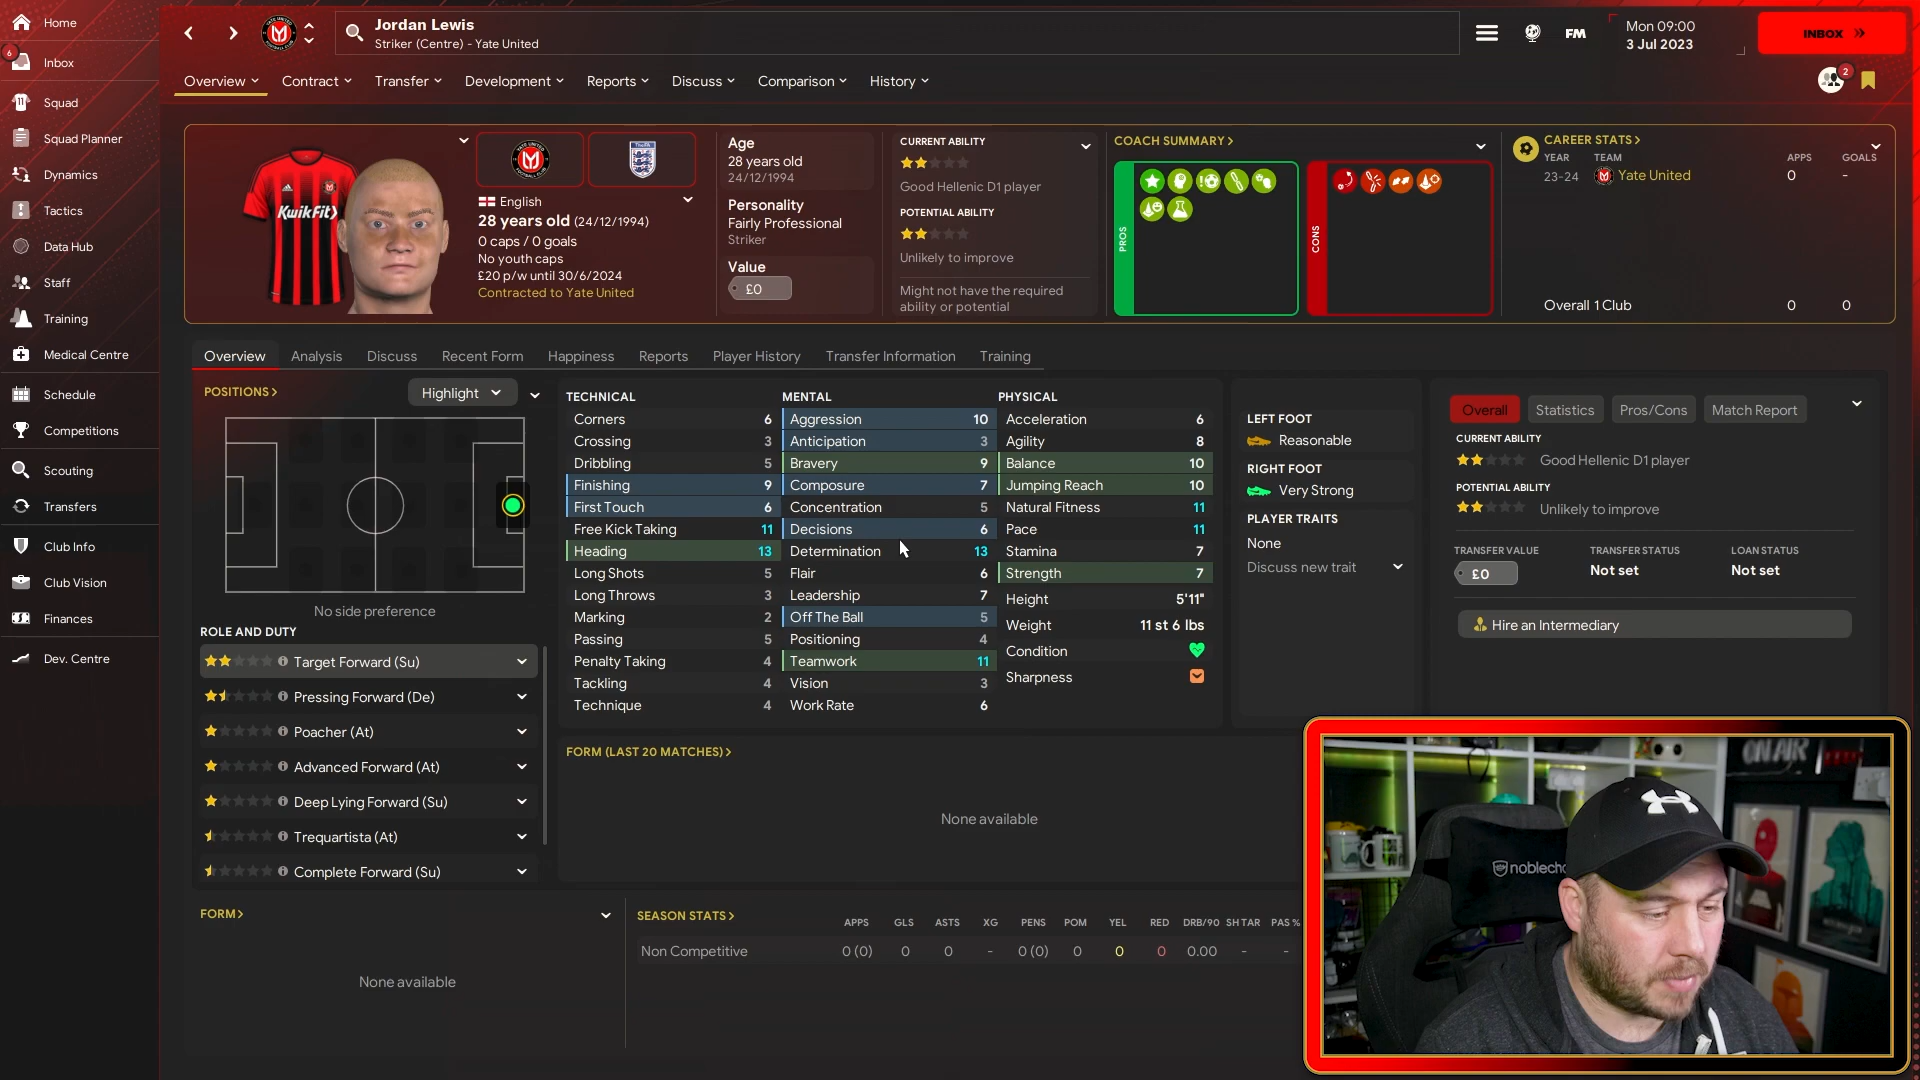 Home
Jordan Lewis
Striker (Centre) - Yate United
FM
Mon 09:00
3 Jul 2023
INBOX
6
Inbox
Squad
Squad Planner
Dynamics
Tactics
Data Hub
Staff
Training
Medical Centre
Schedule
Competitions
Scouting
Transfers
Club Info
Club Vision
Finances
Dev. Centre
Overview Contract Transfer Development Reports Discuss Comparison History
2
KwikFit
English
28 years old (24/12/1994)
0 caps / 0 goals
No youth caps
£20 p/w until 30/6/2024
Contracted to Yate United
Age
28 years old
24/12/1994
Personality
Fairly Professional
Striker
Value
£0
CURRENT ABILITY
Good Hellenic D1 player
POTENTIAL ABILITY
Unlikely to improve
Might not have the required
ability or potential
COACH SUMMARY >
PROS
CONS
CAREER STATS >
YEAR TEAM APPS GOALS
23-24 Yate United 0 -
Overall 1 Club 0 0
Overview Analysis Discuss Recent Form Happiness Reports Player History Transfer Information Training
POSITIONS >
Highlight
No side preference
ROLE AND DUTY
Target Forward (Su)
Pressing Forward (De)
Poacher (At)
Advanced Forward (At)
Deep Lying Forward (Su)
Trequartista (At)
Complete Forward (Su)
TECHNICAL
Corners 6
Crossing 3
Dribbling 5
Finishing 9
First Touch 6
Free Kick Taking 11
Heading 13
Long Shots 5
Long Throws 3
Marking 2
Passing 5
Penalty Taking 4
Tackling 4
Technique 4
MENTAL
Aggression 10
Anticipation 3
Bravery 9
Composure 7
Concentration 5
Decisions 6
Determination 13
Flair 6
Leadership 7
Off The Ball 5
Positioning 4
Teamwork 11
Vision 3
Work Rate 6
PHYSICAL
Acceleration 6
Agility 8
Balance 10
Jumping Reach 10
Natural Fitness 11
Pace 11
Stamina 7
Strength 7
Height 5'11"
Weight 11 st 6 lbs
Condition
Sharpness
LEFT FOOT
Reasonable
RIGHT FOOT
Very Strong
PLAYER TRAITS
None
Discuss new trait
Overall Statistics Pros/Cons Match Report
CURRENT ABILITY
Good Hellenic D1 player
POTENTIAL ABILITY
Unlikely to improve
TRANSFER VALUE TRANSFER STATUS LOAN STATUS
£0 Not set Not set
Hire an Intermediary
FORM (LAST 20 MATCHES) >
None available
FORM >
None available
SEASON STATS >
APPS GLS ASTS XG PENS POM YEL RED DRB/90 SH TAR PAS %
Non Competitive 0 (0) 0 0 - 0 (0) 0 0 0 0.00 - -
ON AIR
noblech